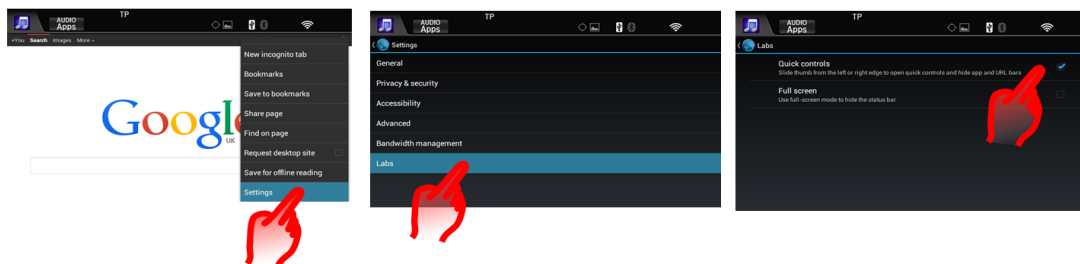 TP
AUDIO
Apps
+You Search Images More
New incognito tab
Bookmarks
Save to bookmarks
Share page
Find on page
Request desktop site
Save for offline reading
Settings
Google
UK
TP
AUDIO
Apps
Settings
General
Privacy & security
Accessibility
Advanced
Bandwidth management
Labs
TP
AUDIO
Apps
Labs
Quick controls
Slide thumb from the left or right edge to open quick controls and hide app and URL bars
Full screen
Use full-screen mode to hide the status bar